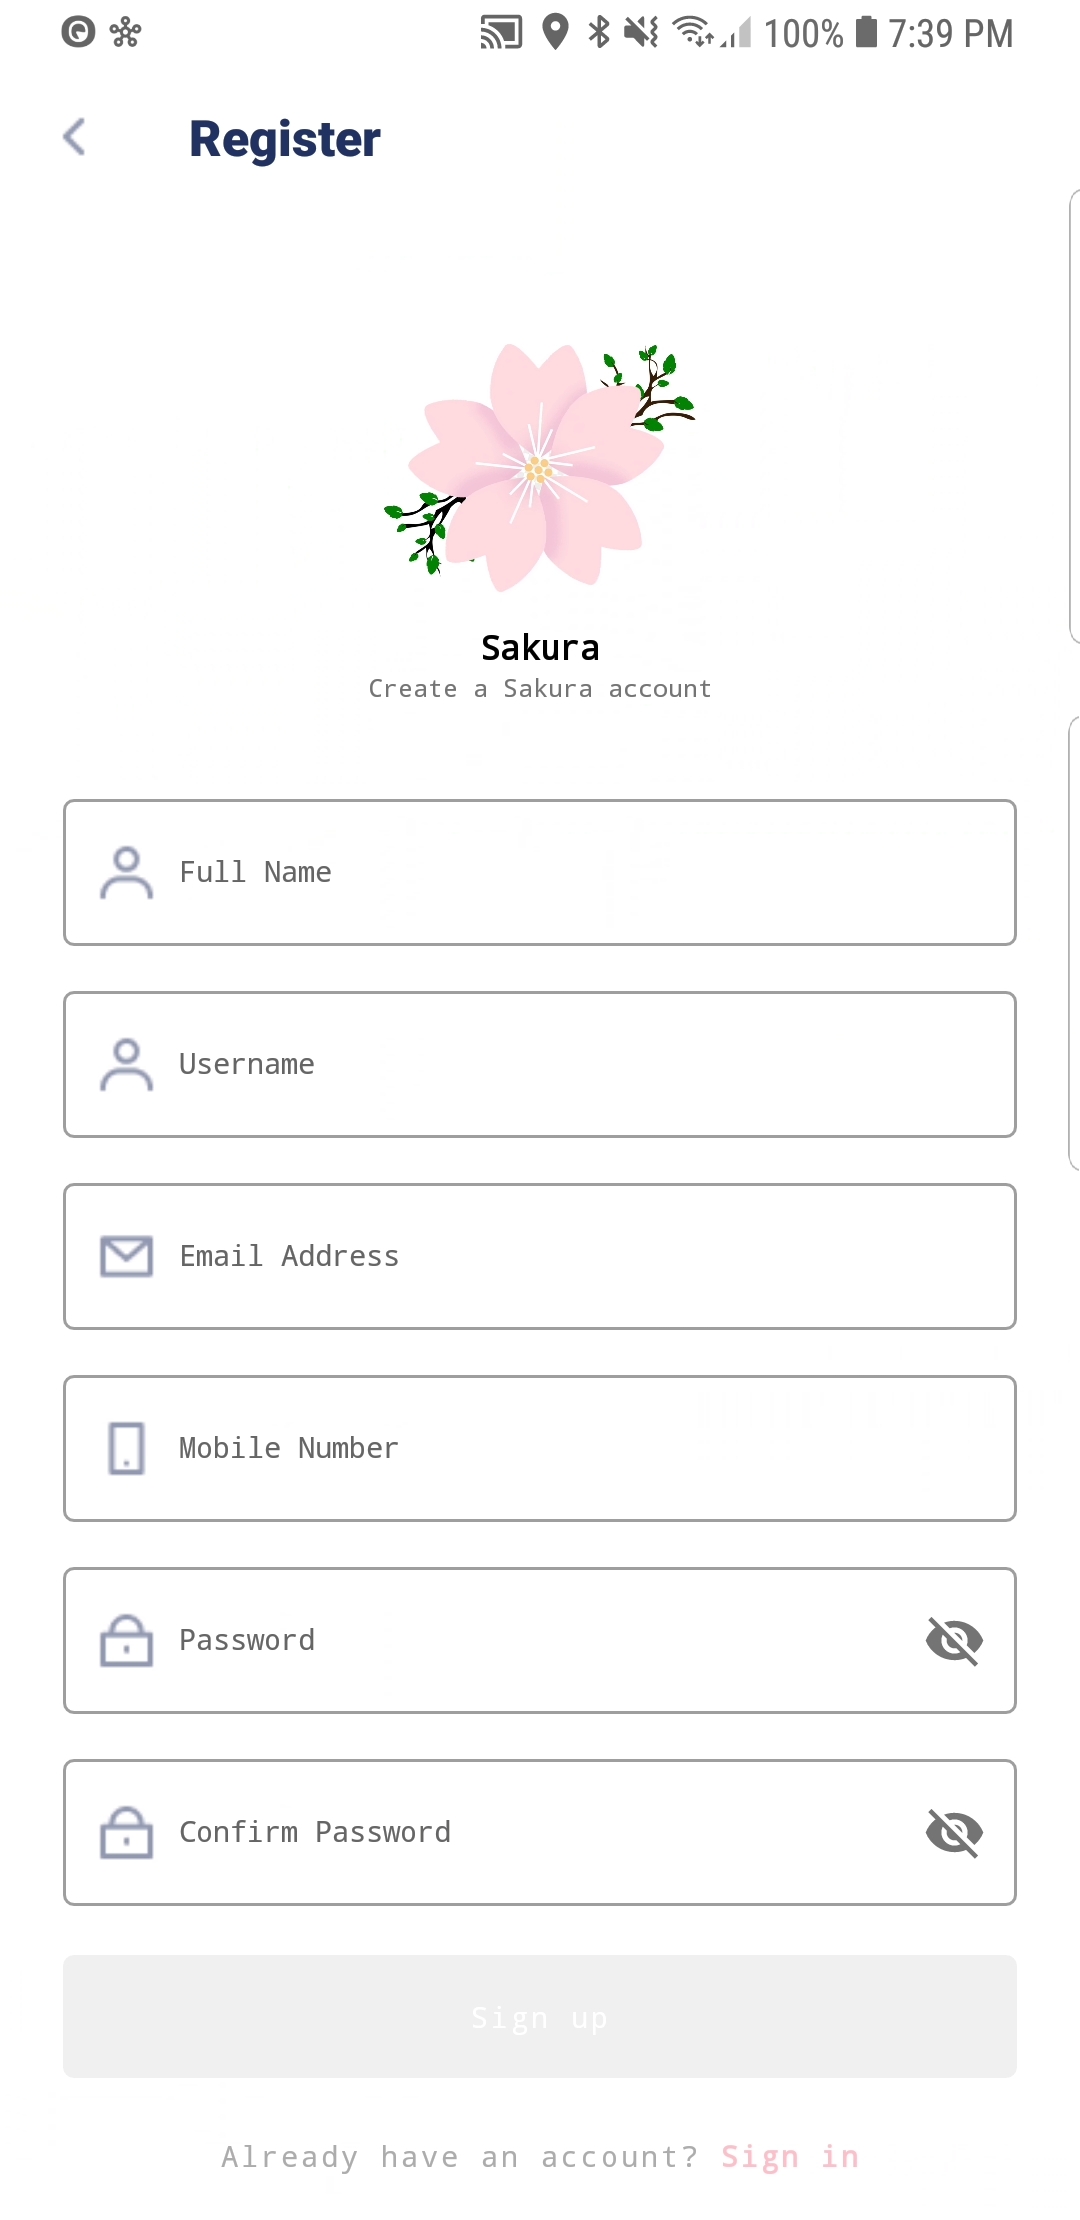 100% 7:39 PM
Register
Sakura
Create a Sakura account
Full Name
Username
Email Address
Mobile Number
Password
Confirm Password
Sign up
Already have an account? Sign in